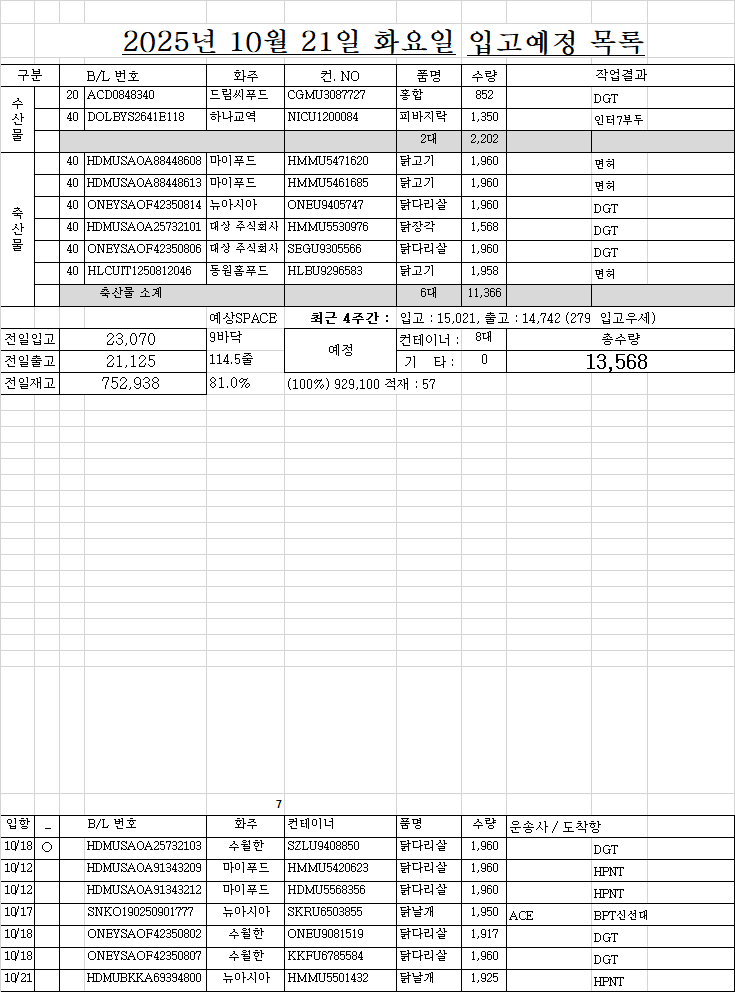 2025년 10월 21일 화요일 입고예정 목록
구분 B/L 번호 화주 컨. NO 품명 수량 작업결과
수산물 20 ACD0848340 드림씨푸드 CGMU3087727 홍합 852 DGT
40 DOLBYS2641E118 하나교역 NICU1200084 피바지락 1,350 인터7부두
2대 2,202
축산물 40 HDMUSAOA88448608 마이푸드 HMMU5471620 닭고기 1,960 면허
40 HDMUSAOA88448613 마이푸드 HMMU5461685 닭고기 1,960 면허
40 ONEYSAOF42350814 뉴아시아 ONEU9405747 닭다리살 1,960 DGT
40 HDMUSAOA25732101 대상 주식회사 HMMU5530976 닭장각 1,568 DGT
40 ONEYSAOF42350806 대상 주식회사 SEGU9305566 닭다리살 1,960 DGT
40 HLCUIT1250812046 동원홈푸드 HLBU9296583 닭고기 1,958 면허
축산물 소계 6대 11,366
예상SPACE 최근 4주간 : 입고 : 15,021, 출고 : 14,742 (279 입고우세)
전일입고 23,070 9바닥 예정 컨테이너 : 8대 총수량
전일출고 21,125 114.5줄 기 타 : 0 13,568
전일재고 752,938 81.0% (100%) 929,100 적재 : 57
7
입항 _ B/L 번호 화주 컨테이너 품명 수량 운송사 / 도착항
10/18 ○ HDMUSAOA25732103 수월한 SZLU9408850 닭다리살 1,960 DGT
10/12 HDMUSAOA91343209 마이푸드 HMMU5420623 닭다리살 1,960 HPNT
10/12 HDMUSAOA91343212 마이푸드 HDMU5568356 닭다리살 1,960 HPNT
10/17 SNKO190250901777 뉴아시아 SKRU6503855 닭날개 1,950 ACE BPT신선대
10/18 ONEYSAOF42350802 수월한 ONEU9081519 닭다리살 1,917 DGT
10/18 ONEYSAOF42350807 수월한 KKFU6785584 닭다리살 1,960 DGT
10/21 HDMUBKKA69394800 뉴아시아 HMMU5501432 닭날개 1,925 HPNT